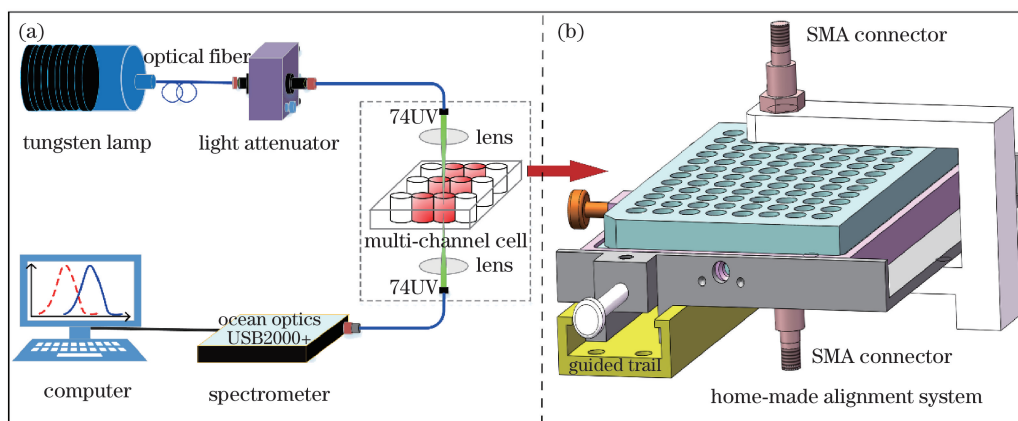 (a)
optical fiber
tungsten lamp
light attenuator
74UV
lens
multi-channel cell
lens
74UV
ocean optics
USB2000+
computer
spectrometer
(b)
SMA connector
guided trail
SMA connector
home-made alignment system